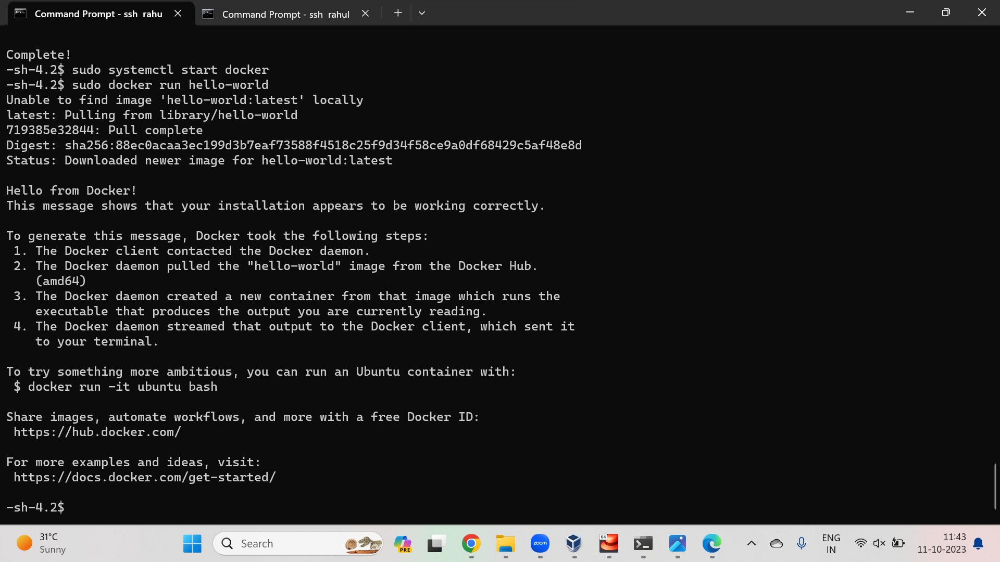 Command Prompt - ssh  rahu
Command Prompt - ssh  rahul
Complete!
-sh-4.2$ sudo systemctl start docker
-sh-4.2$ sudo docker run hello-world
Unable to find image 'hello-world:latest' locally
latest: Pulling from library/hello-world
719385e32844: Pull complete
Digest: sha256:88ec0acaa3ec199d3b7eaf73588f4518c25f9d34f58ce9a0df68429c5af48e8d
Status: Downloaded newer image for hello-world:latest
Hello from Docker!
This message shows that your installation appears to be working correctly.
To generate this message, Docker took the following steps:
1. The Docker client contacted the Docker daemon.
2. The Docker daemon pulled the "hello-world" image from the Docker Hub.
(amd64)
3. The Docker daemon created a new container from that image which runs the
executable that produces the output you are currently reading.
4. The Docker daemon streamed that output to the Docker client, which sent it
to your terminal.
To try something more ambitious, you can run an Ubuntu container with:
$ docker run -it ubuntu bash
Share images, automate workflows, and more with a free Docker ID:
https://hub.docker.com/
For more examples and ideas, visit:
https://docs.docker.com/get-started/
-sh-4.2$
31°C
Sunny
Search
PRE
zoom
64
ENG
IN
11:43
11-10-2023